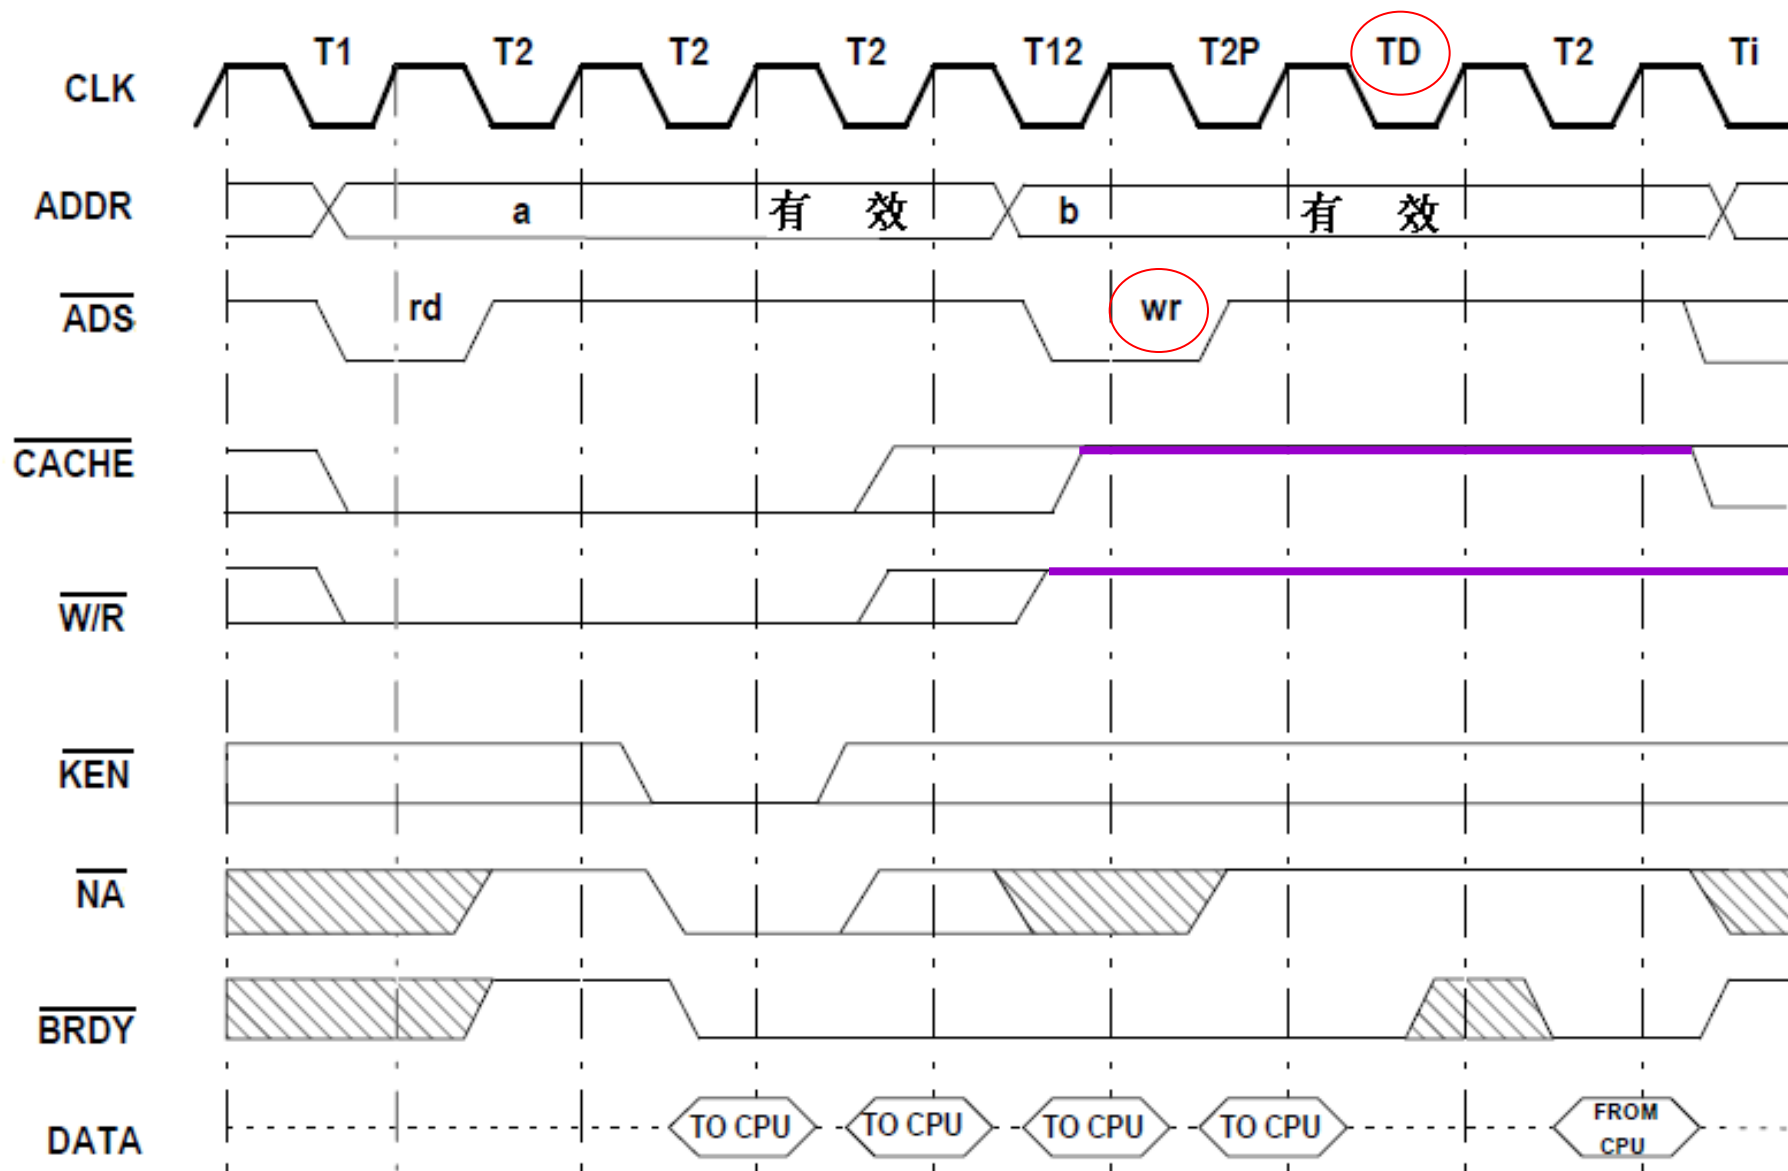 T1 T2 T2 T2 T12 T2P TD T2 Ti
CLK
ADDR a 有 效 b 有 效
ADS rd wr
CACHE
W/R
KEN
NA
BRDY
DATA TO CPU TO CPU TO CPU TO CPU FROM CPU